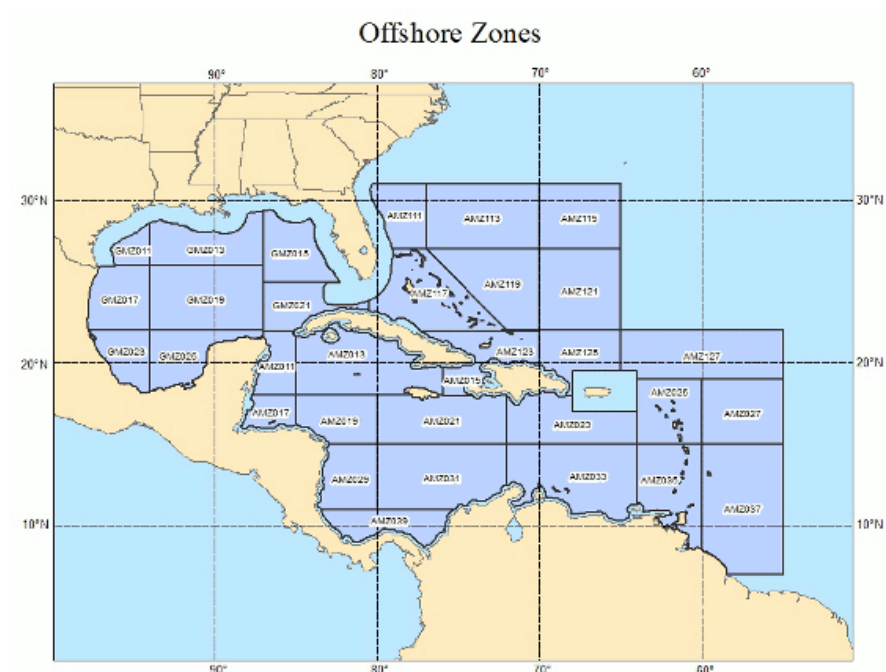 Offshore Zones
90° 80° 70° 60°
30°N 30°N
AMZ111 AMZ113 AMZ115
GMZ011 GMZ013 GMZ015
AMZ117 AMZ119 AMZ121
GMZ017 GMZ019 GMZ021
GMZ023 GMZ025 AMZ011 AMZ013 AMZ123 AMZ125 AMZ127
20°N 20°N
AMZ015
AMZ017 AMZ019 AMZ021 AMZ023 AMZ025 AMZ027
AMZ029 AMZ031 AMZ033 AMZ035 AMZ037
AMZ039
10°N 10°N
90° 80° 70° 60°